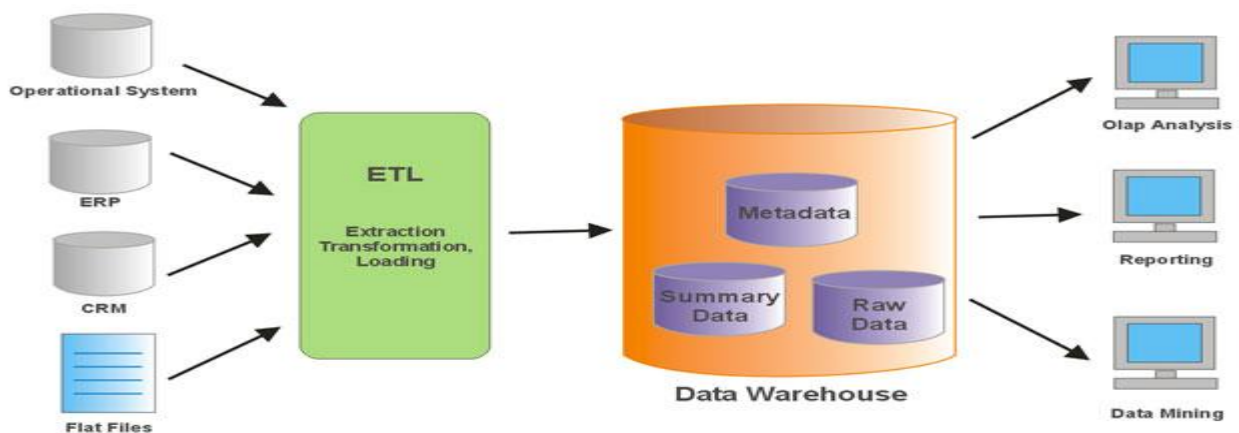 Operational System
ERP
CRM
Flat Files
ETL
Extraction
Transformation,
Loading
Metadata
Summary
Data
Raw
Data
Data Warehouse
Olap Analysis
Reporting
Data Mining